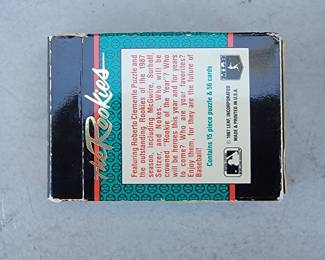 the Rookies
Featuring Roberto Clemente Puzzle and
the outstanding Rookies of the 1987
season, including McGwire, Surhoff,
Seitzer and Nokes. Who will be
crowned "Rookie of the Year"? Who
will be heroes this year and for years
to come? Who are your favorites?
Enjoy them, for they are the future of
Baseball!
Contains 15 piece puzzle & 56 cards
© 1987 LEAF, INCORPORATED
MADE & PRINTED IN U.S.A.